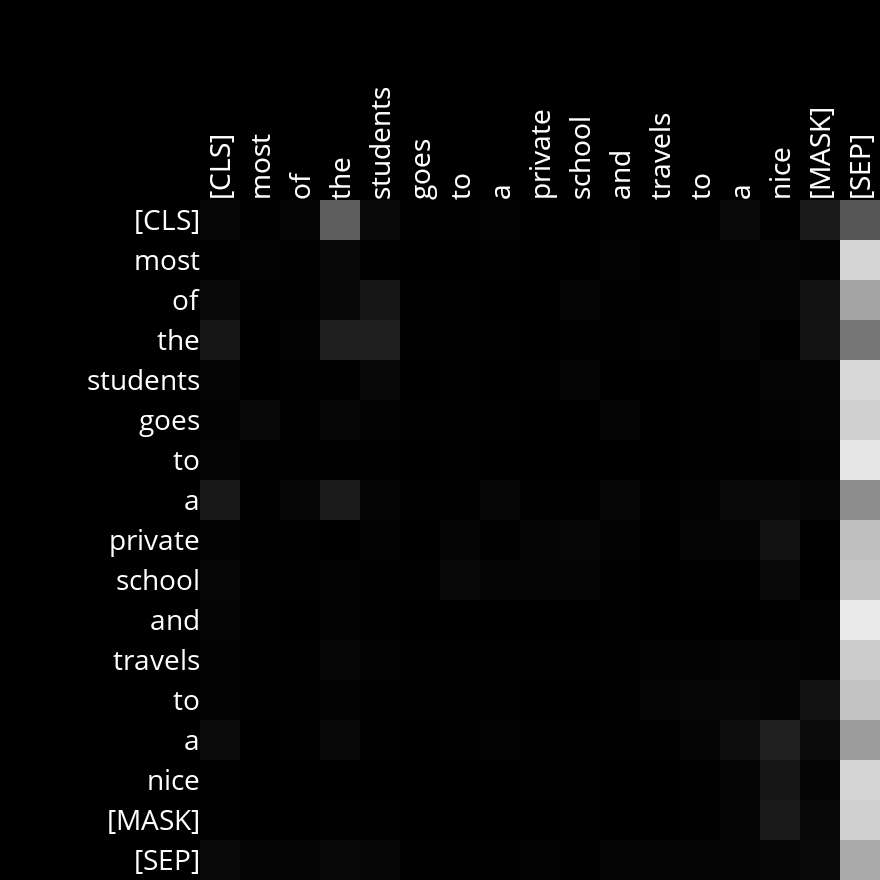 [CLS] most of the students goes to a private school and travels to a nice [MASK] [SEP]
[CLS]
most
of
the
students
goes
to
a
private
school
and
travels
to
a
nice
[MASK]
[SEP]